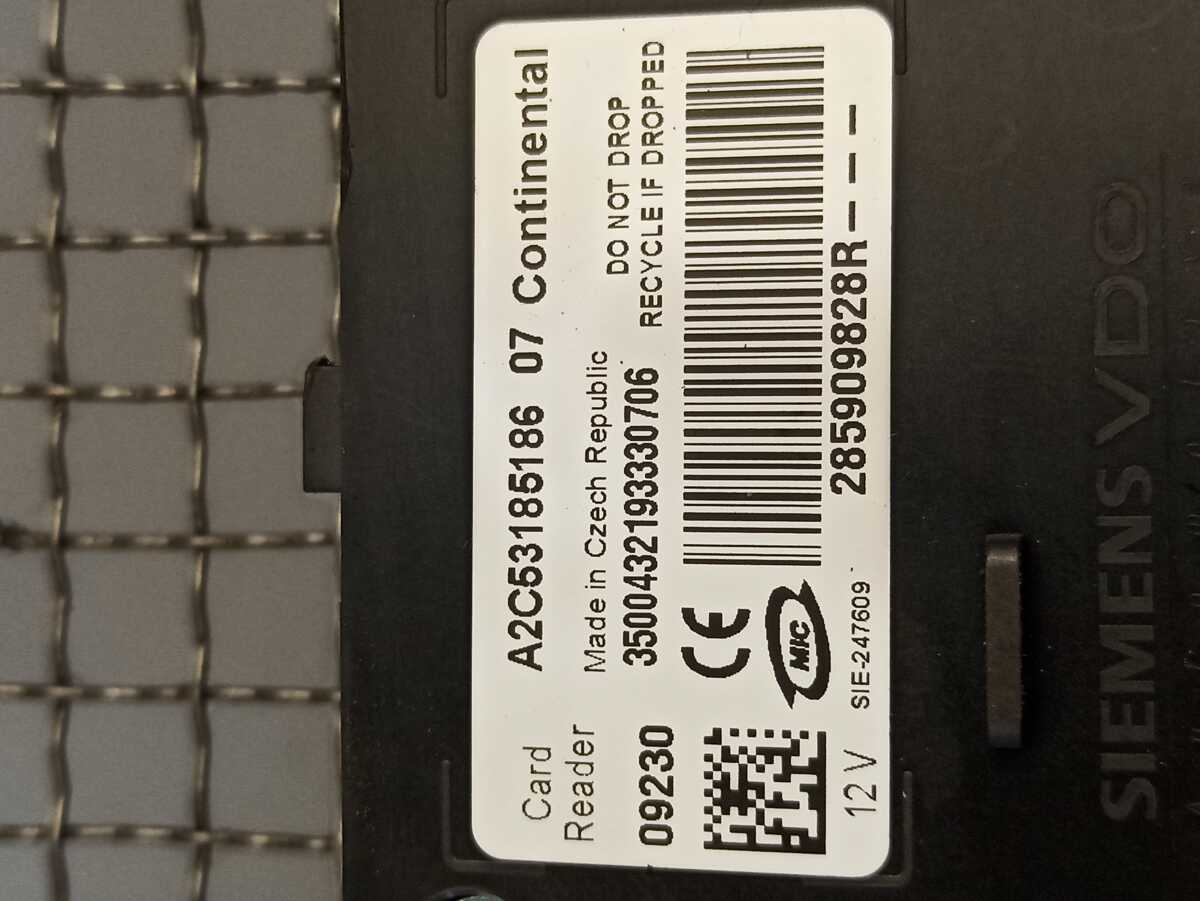 Card
Reader
A2C53185186 07 Continental
Made in Czech Republic
DO NOT DROP
RECYCLE IF DROPPED
09230
35004321933330706
CE
MIC
12 V
SIE-247609
285909828R----
SIEMENS VDO